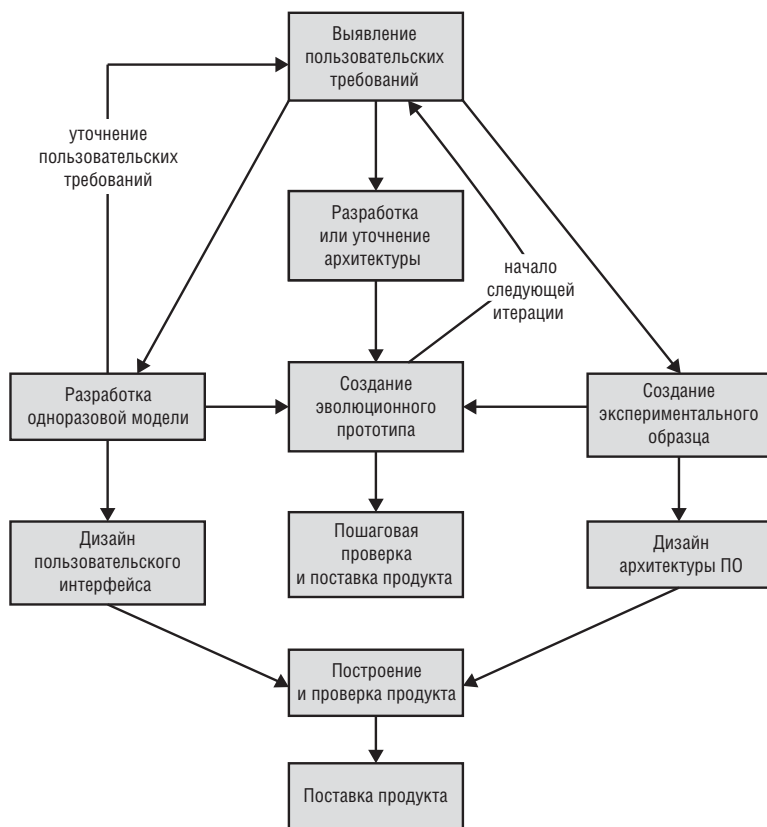 Выявление
пользовательских
требований
уточнение
пользовательских
требований
Разработка
или уточнение
архитектуры
начало
следующей
итерации
Разработка
одноразовой модели
Создание
эволюционного
прототипа
Создание
экспериментального
образца
Дизайн
пользовательского
интерфейса
Пошаговая
проверка
и поставка продукта
Дизайн
архитектуры ПО
Построение
и проверка продукта
Поставка продукта